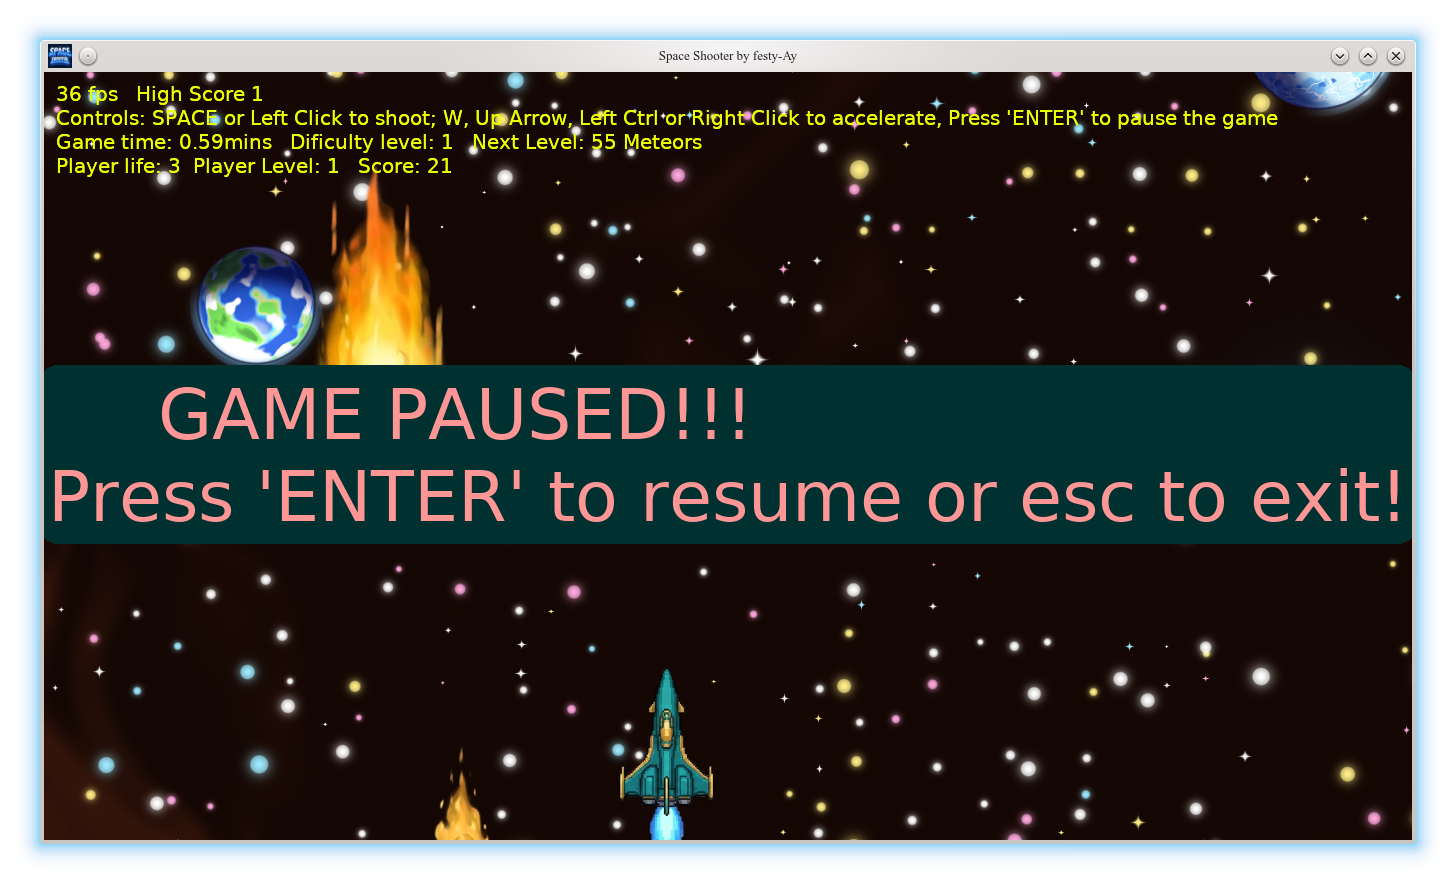 SPACE SHOOTER
Space Shooter by festy-Ay
36 fps High Score 1
Controls: SPACE or Left Click to shoot; W, Up Arrow, Left Ctrl or Right Click to accelerate, Press 'ENTER' to pause the game
Game time: 0.59mins Dificulty level: 1 Next Level: 55 Meteors
Player life: 3 Player Level: 1 Score: 21
GAME PAUSED!!!
Press 'ENTER' to resume or esc to exit!